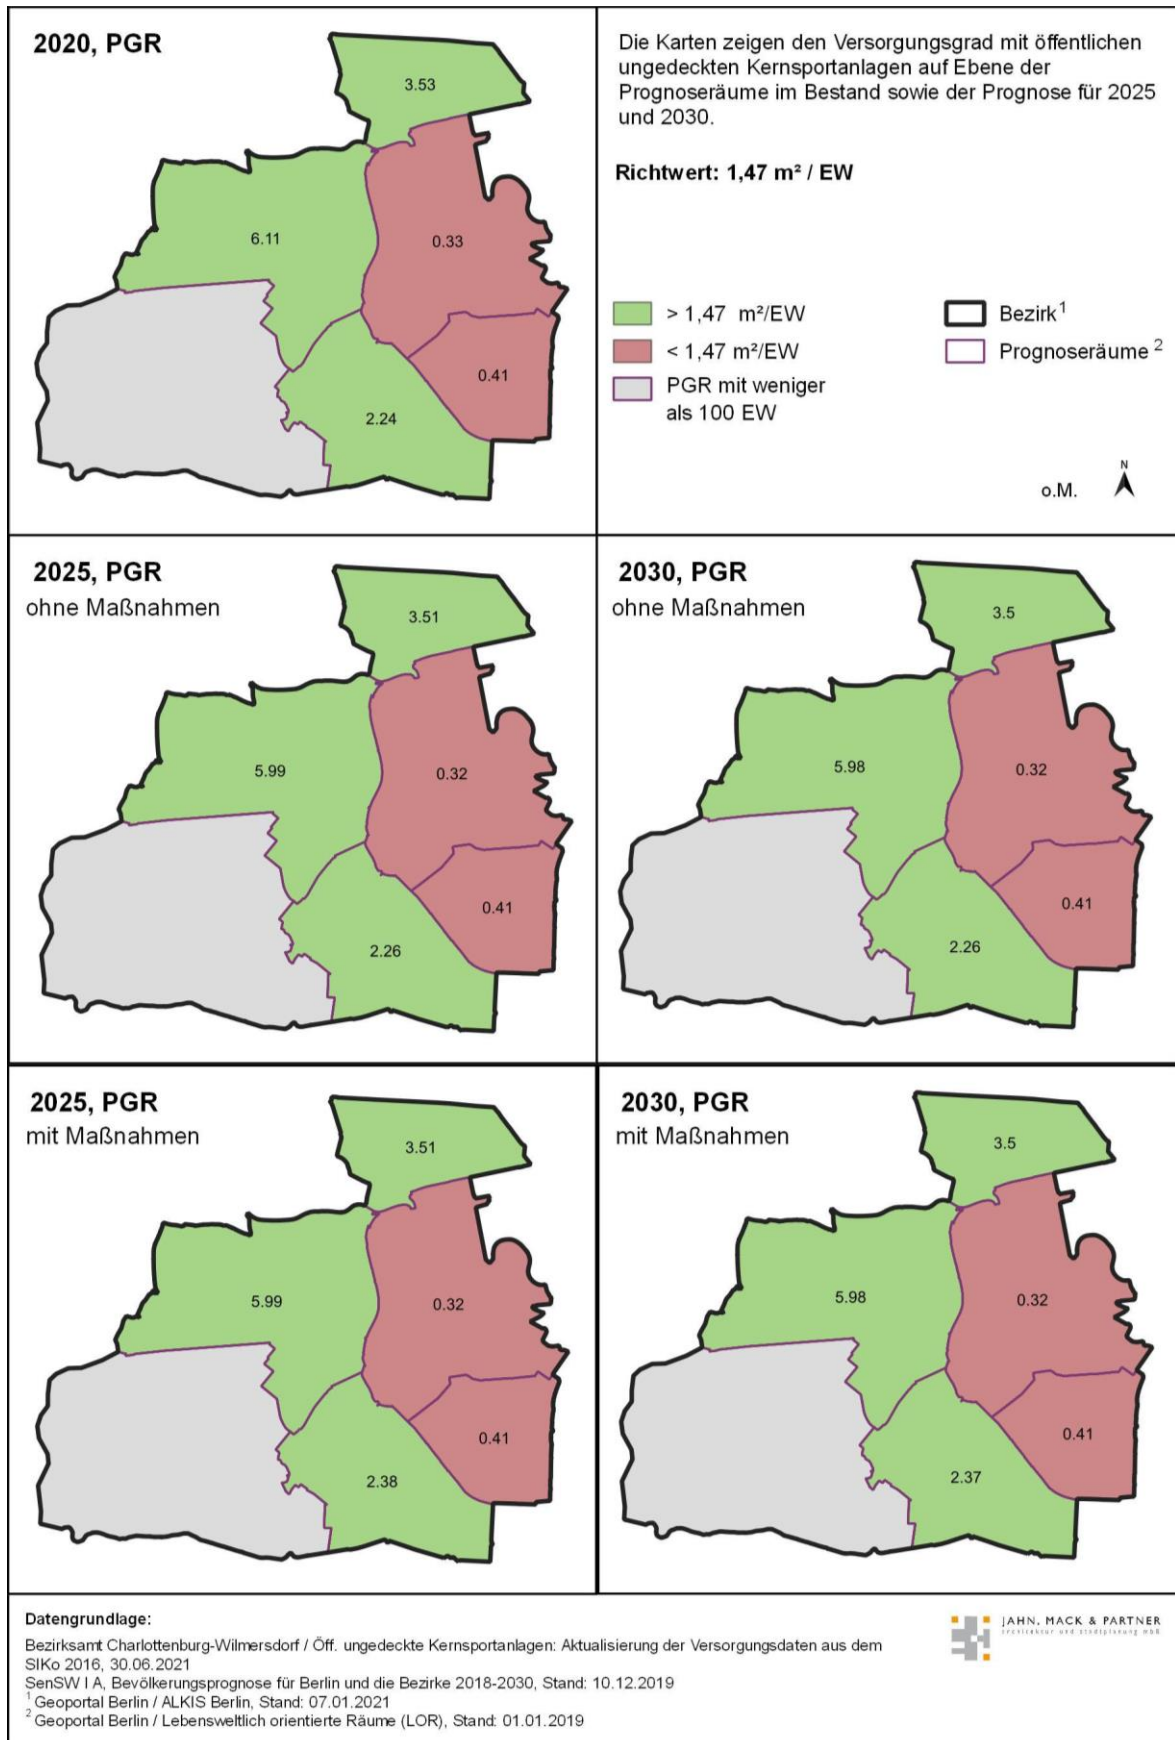 2020, PGR
3.53
6.11
0.33
0.41
2.24
Die Karten zeigen den Versorgungsgrad mit öffentlichen
ungedeckten Kernsportanlagen auf Ebene der
Prognoseräume im Bestand sowie der Prognose für 2025
und 2030.
Richtwert: 1,47 m² / EW
> 1,47 m²/EW
< 1,47 m²/EW
PGR mit weniger
als 100 EW
Bezirk¹
Prognoseräume ²
N
o.M.
2025, PGR
ohne Maßnahmen
3.51
5.99
0.32
0.41
2.26
2030, PGR
ohne Maßnahmen
3.5
5.98
0.32
0.41
2.26
2025, PGR
mit Maßnahmen
3.51
5.99
0.32
0.41
2.38
2030, PGR
mit Maßnahmen
3.5
5.98
0.32
0.41
2.37
Datengrundlage:
Bezirksamt Charlottenburg-Wilmersdorf / Öff. ungedeckte Kernsportanlagen: Aktualisierung der Versorgungsdaten aus dem
SIKo 2016, 30.06.2021
SenSW I A, Bevölkerungsprognose für Berlin und die Bezirke 2018-2030, Stand: 10.12.2019
¹ Geoportal Berlin / ALKIS Berlin, Stand: 07.01.2021
² Geoportal Berlin / Lebensweltlich orientierte Räume (LOR), Stand: 01.01.2019
JAHN, MACK & PARTNER
architektur und stadtplanung mbB